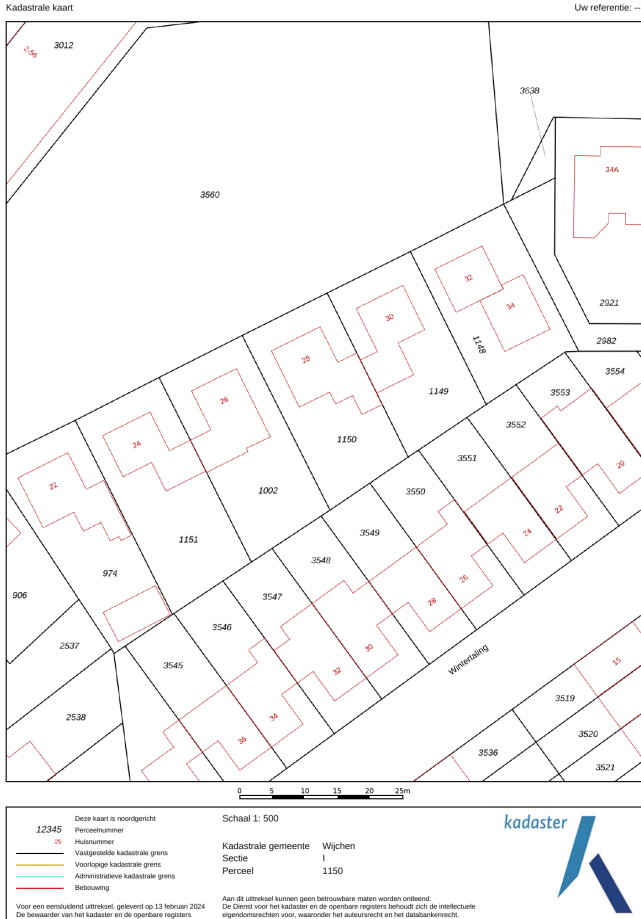 Kadastrale kaart
Uw referentie: --
2-56
3012
3638
34A
3560
32
2921
34
30
2982
1148
28
3554
1149
3553
26
3552
24
1150
3551
20
22
3550
1002
22
3549
24
1151
3548
974
26
3547
28
906
3546
30
2537
Wintertaling
3545
32
15
34
3519
2538
36
3520
3536
3521
0 5 10 15 20 25m
Deze kaart is noordgericht
12345 Perceelnummer
25 Huisnummer
Vastgestelde kadastrale grens
Voorlopige kadastrale grens
Administratieve kadastrale grens
Bebouwing
Voor een eensluidend uittreksel, geleverd op 13 februari 2024
De bewaarder van het kadaster en de openbare registers
Schaal 1: 500
Kadastrale gemeente Wijchen
Sectie I
Perceel 1150
Aan dit uittreksel kunnen geen betrouwbare maten worden ontleend.
De Dienst voor het kadaster en de openbare registers behoudt zich de intellectuele
eigendomsrechten voor, waaronder het auteursrecht en het databankenrecht.
kadaster